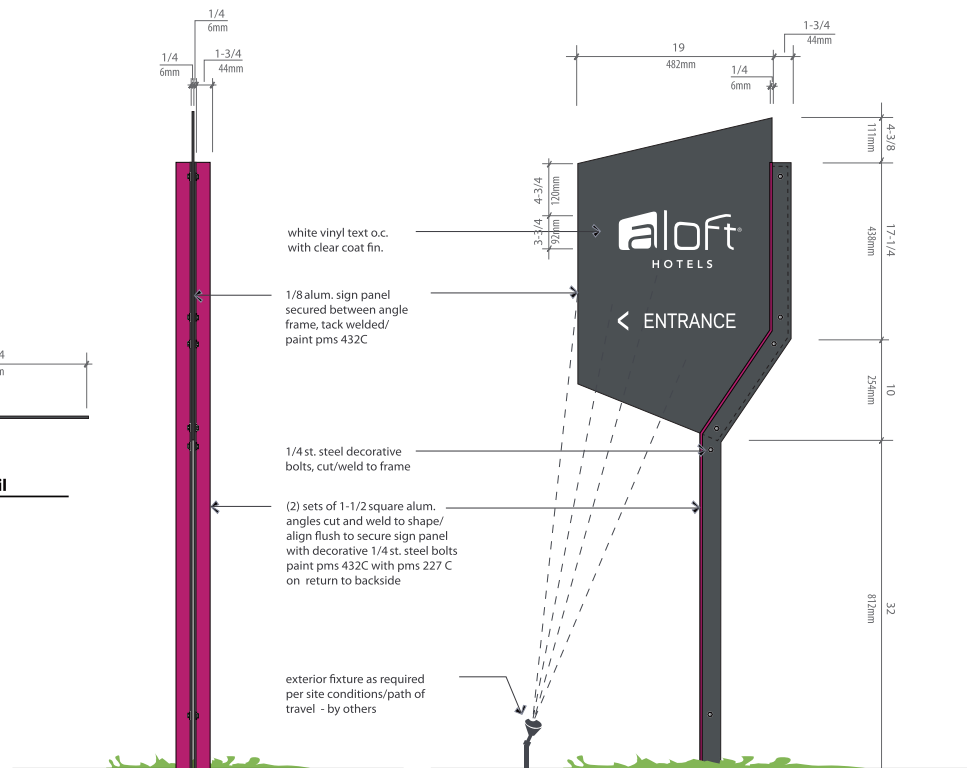 1/4
6mm
1/4
6mm
1-3/4
44mm
19
482mm
1-3/4
44mm
1/4
6mm
4-3/8
111mm
4-3/4
120mm
3-3/4
92mm
17-1/4
438mm
10
254mm
32
812mm
white vinyl text o.c.
with clear coat fin.
1/8 alum. sign panel
secured between angle
frame, tack welded/
paint pms 432C
1/4 st. steel decorative
bolts, cut/weld to frame
(2) sets of 1-1/2 square alum.
angles cut and weld to shape/
align flush to secure sign panel
with decorative 1/4 st. steel bolts
paint pms 432C with pms 227 C
on return to backside
exterior fixture as required
per site conditions/path of
travel - by others
aloft®
HOTELS
< ENTRANCE